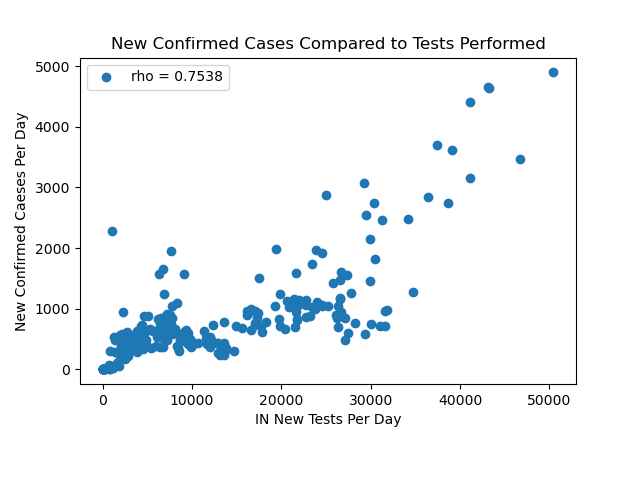 New Confirmed Cases Compared to Tests Performed
rho = 0.7538
New Confirmed Caeses Per Day
5000
4000
3000
2000
1000
0
0 10000 20000 30000 40000 50000
IN New Tests Per Day